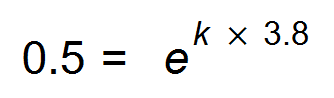 0.5 = e^{k × 3.8}